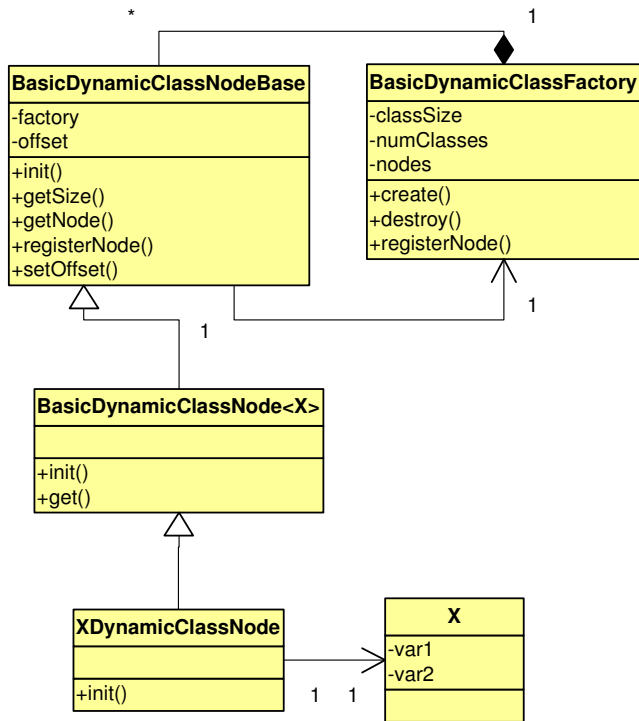 *
1
BasicDynamicClassNodeBase
-factory
-offset
+init()
+getSize()
+getNode()
+registerNode()
+setOffset()
BasicDynamicClassFactory
-classSize
-numClasses
-nodes
+create()
+destroy()
+registerNode()
1
1
BasicDynamicClassNode<X>
+init()
+get()
XDynamicClassNode
+init()
1
1
X
-var1
-var2